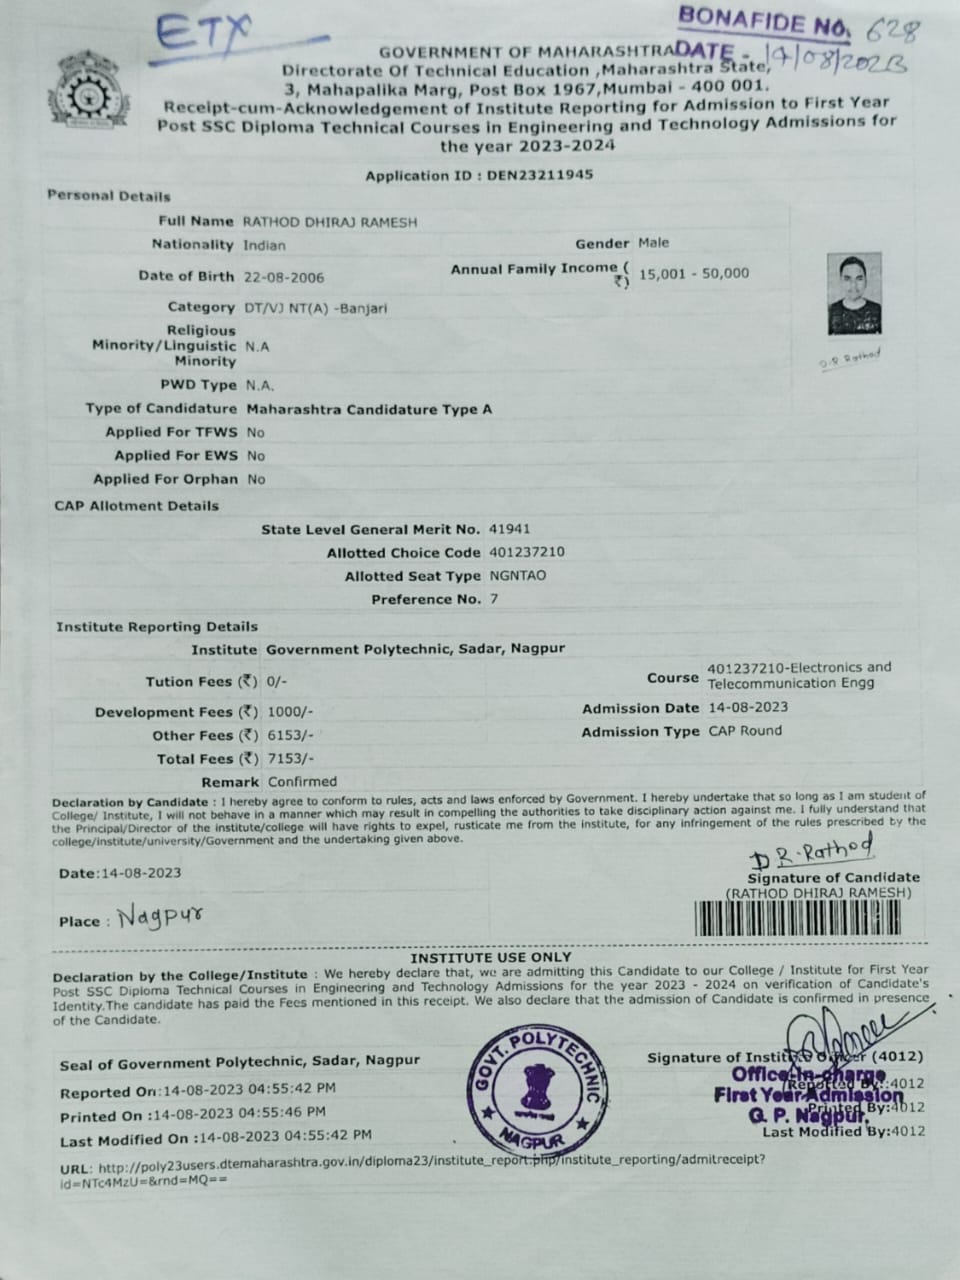 ETX
BONAFIDE No. 628
DATE - 14/08/2023
GOVERNMENT OF MAHARASHTRA
Directorate Of Technical Education ,Maharashtra State,
3, Mahapalika Marg, Post Box 1967,Mumbai - 400 001.
Receipt-cum-Acknowledgement of Institute Reporting for Admission to First Year
Post SSC Diploma Technical Courses in Engineering and Technology Admissions for
the year 2023-2024
Application ID : DEN23211945
Personal Details
Full Name RATHOD DHIRAJ RAMESH
Nationality Indian Gender Male
Date of Birth 22-08-2006 Annual Family Income (₹) 15,001 - 50,000
Category DT/VJ NT(A) -Banjari
Religious
Minority/Linguistic N.A
Minority
D.R Rathod
PWD Type N.A.
Type of Candidature Maharashtra Candidature Type A
Applied For TFWS No
Applied For EWS No
Applied For Orphan No
CAP Allotment Details
State Level General Merit No. 41941
Allotted Choice Code 401237210
Allotted Seat Type NGNTAO
Preference No. 7
Institute Reporting Details
Institute Government Polytechnic, Sadar, Nagpur
Tution Fees (₹) 0/- Course 401237210-Electronics and
Telecommunication Engg
Development Fees (₹) 1000/- Admission Date 14-08-2023
Other Fees (₹) 6153/- Admission Type CAP Round
Total Fees (₹) 7153/-
Remark Confirmed
Declaration by Candidate : I hereby agree to conform to rules, acts and laws enforced by Government. I hereby undertake that so long as I am student of
College/ Institute, I will not behave in a manner which may result in compelling the authorities to take disciplinary action against me. I fully understand that
the Principal/Director of the institute/college will have rights to expel, rusticate me from the institute, for any infringement of the rules prescribed by the
college/institute/university/Government and the undertaking given above.
D R.Rathod
Date:14-08-2023 Signature of Candidate
(RATHOD DHIRAJ RAMESH)
Place : Nagpur
INSTITUTE USE ONLY
Declaration by the College/Institute : We hereby declare that, we are admitting this Candidate to our College / Institute for First Year
Post SSC Diploma Technical Courses in Engineering and Technology Admissions for the year 2023 - 2024 on verification of Candidate's
Identity.The candidate has paid the Fees mentioned in this receipt. We also declare that the admission of Candidate is confirmed in presence
of the Candidate.
Seal of Government Polytechnic, Sadar, Nagpur Signature of Institute Officer (4012)
GOVT. POLYTECHNIC
NAGPUR
Office-In-charge
First Year Admission
G. P. Nagpur.
Reported On:14-08-2023 04:55:42 PM Reported By:4012
Printed On :14-08-2023 04:55:46 PM Printed By:4012
Last Modified On :14-08-2023 04:55:42 PM Last Modified By:4012
URL: http://poly23users.dtemaharashtra.gov.in/diploma23/institute_report.php/institute_reporting/admitreceipt?
id=NTc4MzU=&rnd=MQ==